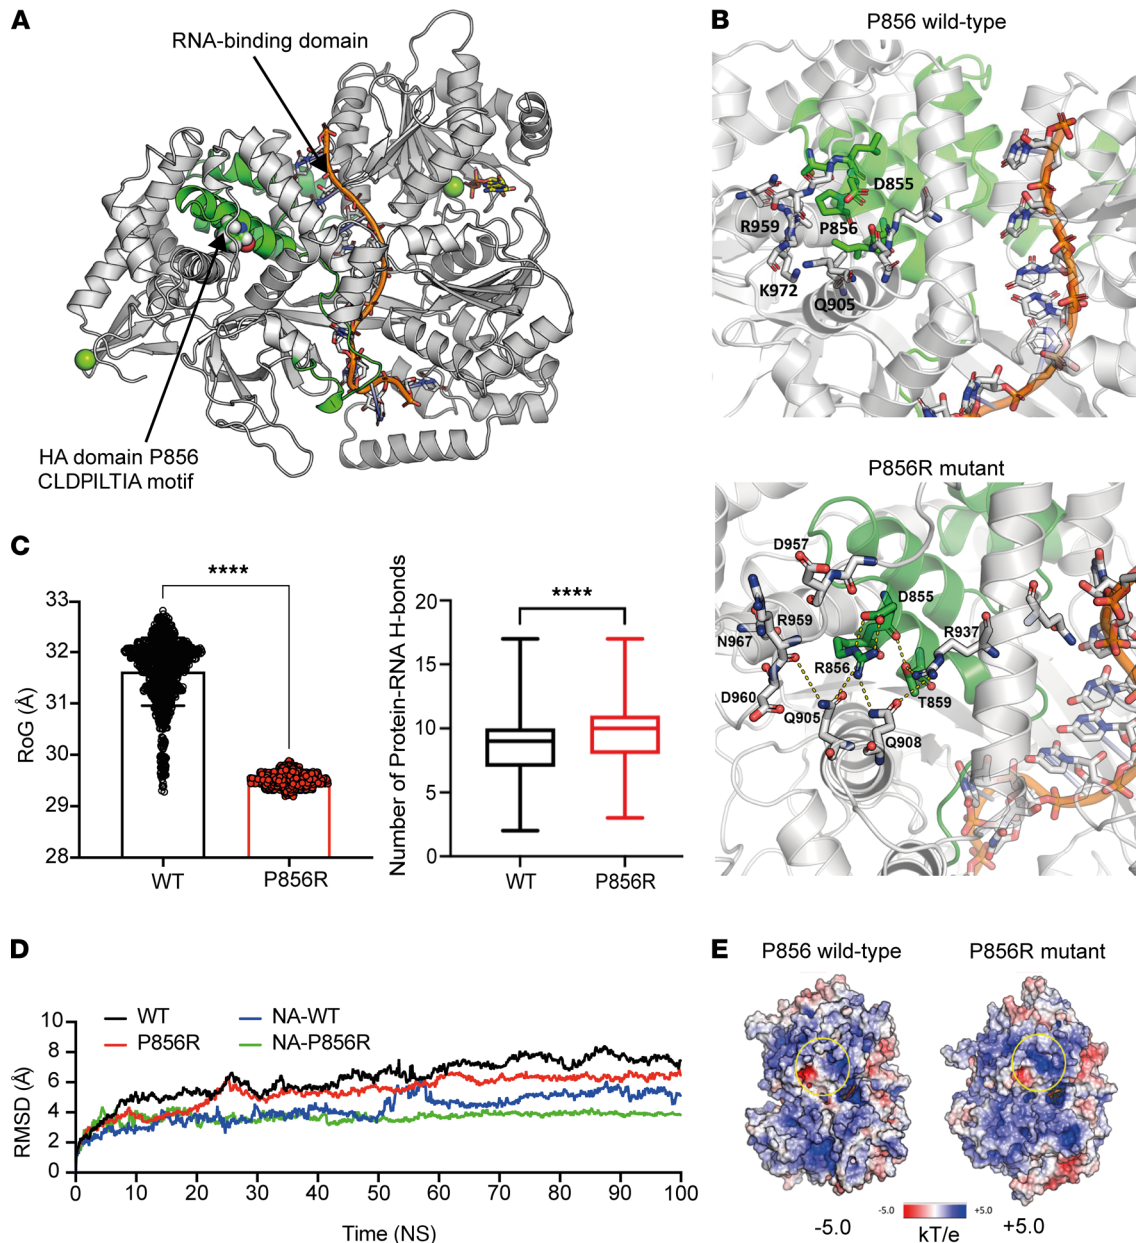 A
RNA-binding domain
HA domain P856
CLDPILTIA motif
B
P856 wild-type
D855
R959
P856
K972
Q905
P856R mutant
D957
D855
R959
N967
R937
R856
D960
T859
Q905
Q908
C
****
33
32
31
30
29
28
RoG (Å)
WT
P856R
****
20
15
10
5
0
Number of Protein-RNA H-bonds
WT
P856R
D
WT
NA-WT
P856R
NA-P856R
10
8
6
4
2
0
RMSD (Å)
0
10
20
30
40
50
60
70
80
90
100
Time (NS)
E
P856 wild-type
P856R mutant
-5.0
+5.0
-5.0
kT/e
+5.0